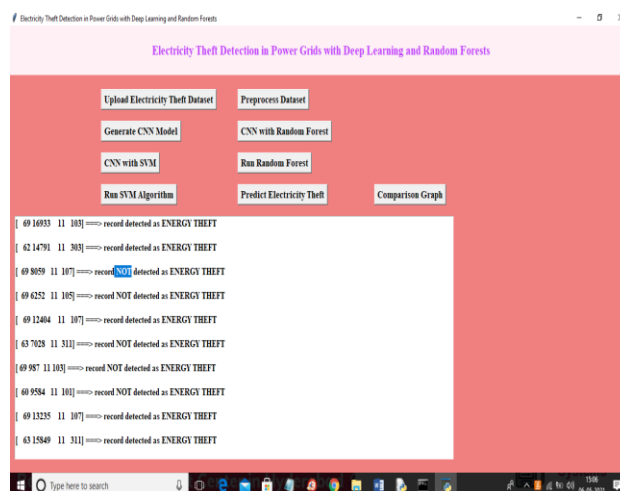 Electricity Theft Detection in Power Grids with Deep Learning and Random Forests
Electricity Theft Detection in Power Grids with Deep Learning and Random Forests
Upload Electricity Theft Dataset Preprocess Dataset
Generate CNN Model CNN with Random Forest
CNN with SVM Run Random Forest
Run SVM Algorithm Predict Electricity Theft Comparison Graph
[ 69 16933 11 103] ===> record detected as ENERGY THEFT
[ 62 14791 11 303] ===> record detected as ENERGY THEFT
[ 69 8059 11 107] ===> record NOT detected as ENERGY THEFT
[ 69 6252 11 105] ===> record NOT detected as ENERGY THEFT
[ 69 12404 11 107] ===> record detected as ENERGY THEFT
[ 63 7028 11 311] ===> record NOT detected as ENERGY THEFT
[ 69 987 11 103] ===> record NOT detected as ENERGY THEFT
[ 60 9584 11 101] ===> record NOT detected as ENERGY THEFT
[ 69 13235 11 107] ===> record detected as ENERGY THEFT
[ 63 15849 11 311] ===> record detected as ENERGY THEFT
Type here to search
15:06